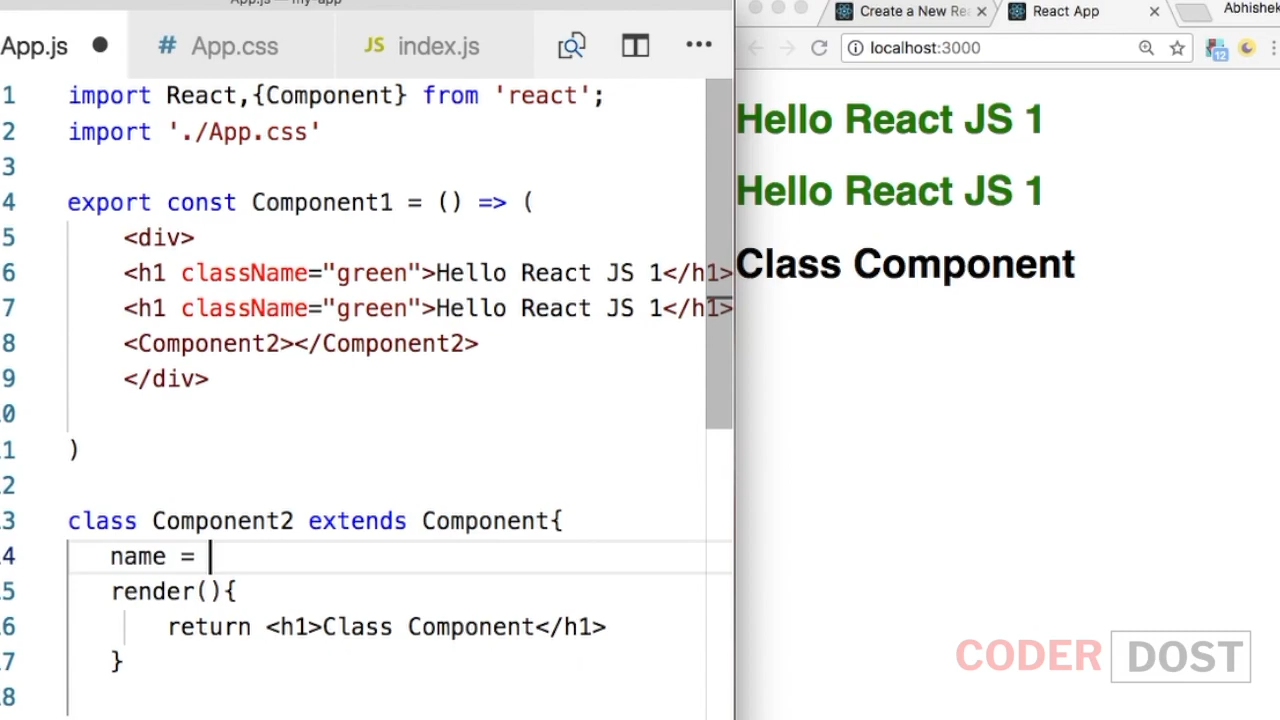 App.js — my-app
App.js
# App.css
JS index.js
1 import React,{Component} from 'react';
2 import './App.css'
3
4 export const Component1 = () => (
5 <div>
6 <h1 className="green">Hello React JS 1</h1>
7 <h1 className="green">Hello React JS 1</h1>
8 <Component2></Component2>
9 </div>
0
1 )
2
3 class Component2 extends Component{
4 name =
5 render(){
6 return <h1>Class Component</h1>
7 }
8
Create a New Rea
React App
Abhishek
localhost:3000
12
Hello React JS 1
Hello React JS 1
Class Component
CODER DOST